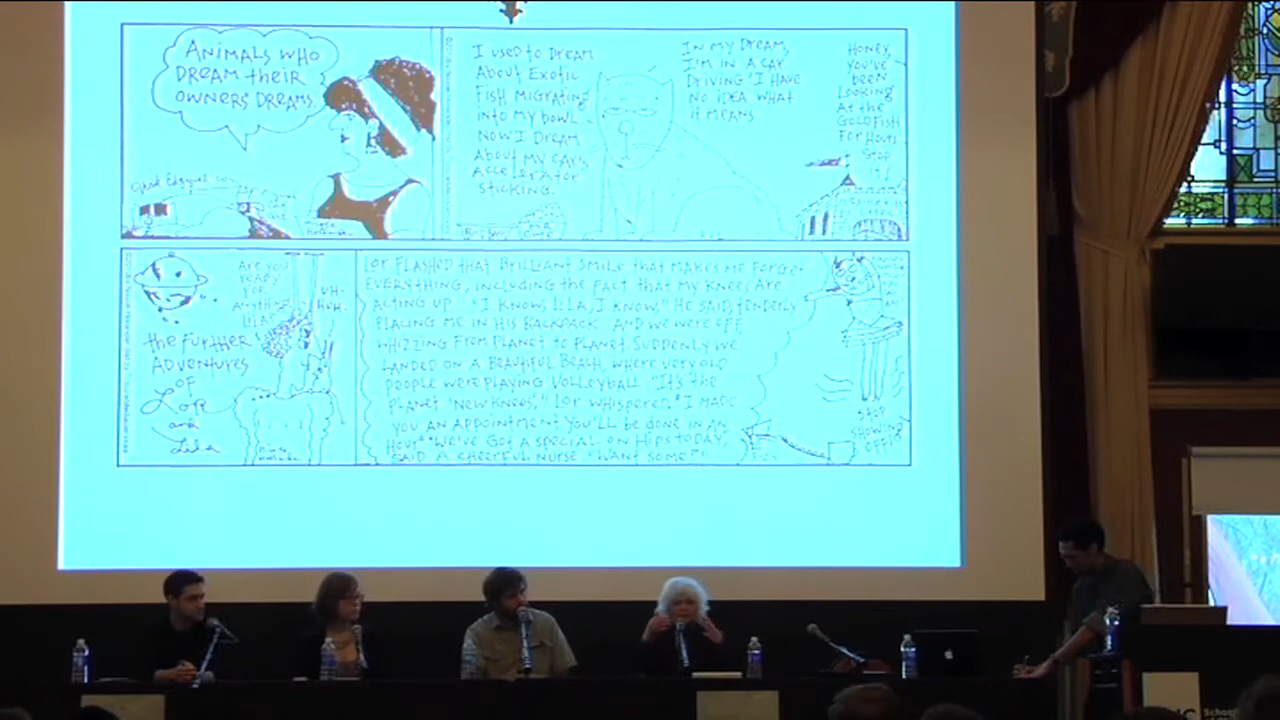 ANIMALS WHO
DREAM THEIR
OWNERS' DREAMS.
I USED TO DREAM
ABOUT EXOTIC
FISH MIGRATING
INTO MY BOWL.
NOW I DREAM
ABOUT MY CAR'S
ACCELERATOR
STICKING.
IN MY DREAM,
I'M IN A CAR
DRIVING. I HAVE
NO IDEA WHAT
IT MEANS
HONEY,
YOU'VE
BEEN
LOOKING
AT THE
GOLDFISH
FOR HOURS
STOP
ARE YOU
READY
FOR
ANYTHING
LILA?
UH-
HUH.
THE FURTHER
ADVENTURES
OF
Lor
and
Lila
LOR FLASHED THAT BRILLIANT SMILE THAT MAKES ME FORGET
EVERYTHING, INCLUDING THE FACT THAT MY KNEES ARE
ACTING UP. "I KNOW, LILA, I KNOW," HE SAID TENDERLY
PLACING ME IN HIS BACKPACK AND WE WERE OFF
WHIZZING FROM PLANET TO PLANET. SUDDENLY WE
LANDED ON A BEAUTIFUL BEACH, WHERE VERY OLD
PEOPLE WERE PLAYING VOLLEYBALL. "IT'S THE
PLANET 'NEW KNEES,'" LOR WHISPERED. "I MADE
YOU AN APPOINTMENT. YOU'LL BE DONE IN AN
HOUR." "WE'VE GOT A SPECIAL ON HIPS TODAY,"
SAID A CHEERFUL NURSE. "WANT SOME?"
STOP
SHOWING
OFF!
School